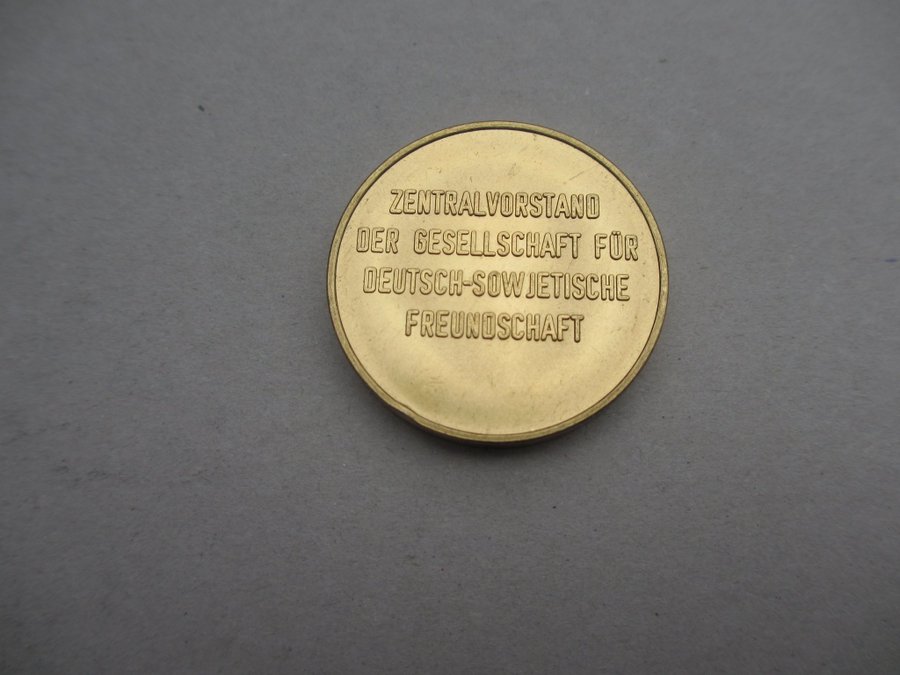 ZENTRALVORSTAND
DER GESELLSCHAFT FÜR
DEUTSCH-SOWJETISCHE
FREUNDSCHAFT